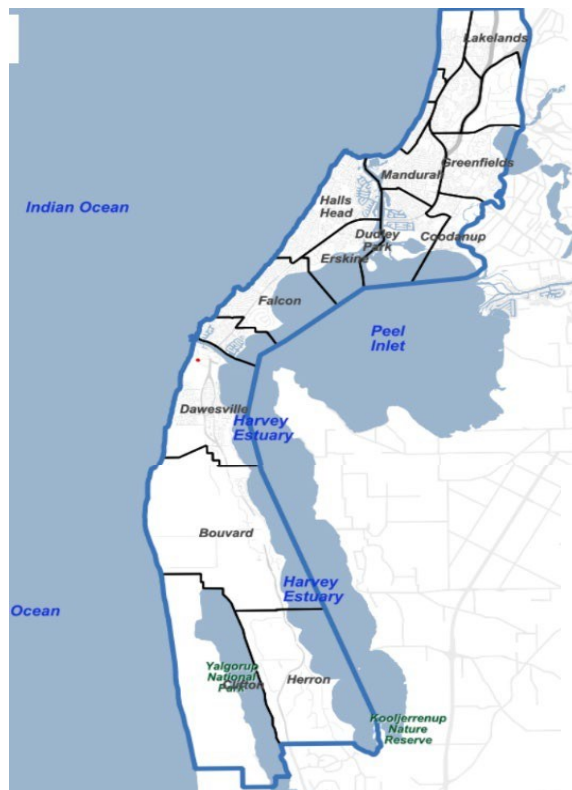 Lakelands
Greenfields
Mandurah
Indian Ocean
Halls
Head
Dudley
Park
Coodanup
Erskine
Falcon
Peel
Inlet
Dawesville
Harvey
Estuary
Bouvard
Harvey
Estuary
Ocean
Yalgorup
National
Park
Clifton
Herron
Kooljerrenup
Nature
Reserve